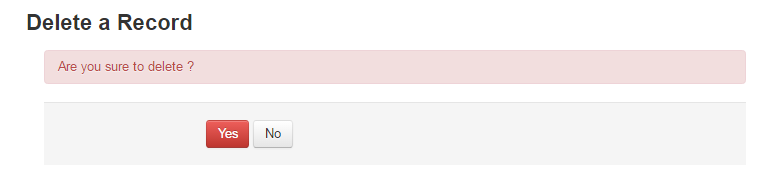 Delete a Record
Are you sure to delete ?
Yes No